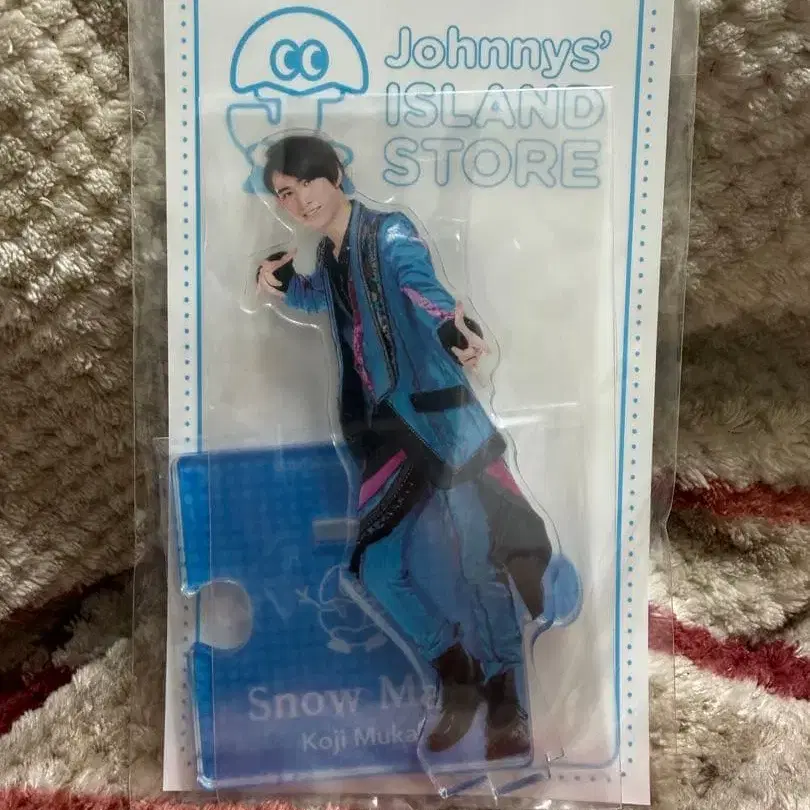 Johnnys'
ISLAND
STORE
Snow Ma
Koji Muka